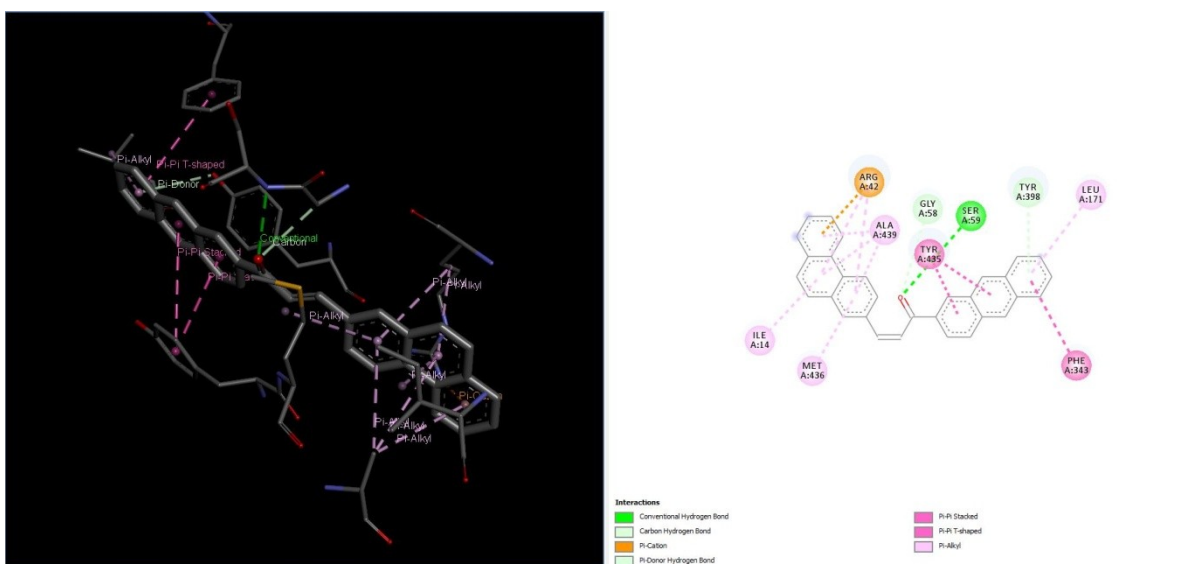 Pi-Alkyl
Pi-Pi T-shaped
Pi-Donor
Conventional
Carbon
Pi-Pi Stacked
Pi-Alkyl
Pi-Alkyl
Pi-Alkyl
Pi-Alkyl
Pi-Alkyl
ARG
A:42
GLY
A:58
SER
A:59
TYR
A:398
LEU
A:171
ALA
A:439
TYR
A:435
ILE
A:14
MET
A:436
PHE
A:343
Interactions
Conventional Hydrogen Bond
Carbon Hydrogen Bond
Pi-Cation
Pi-Donor Hydrogen Bond
Pi-Pi Stacked
Pi-Pi T-shaped
Pi-Alkyl